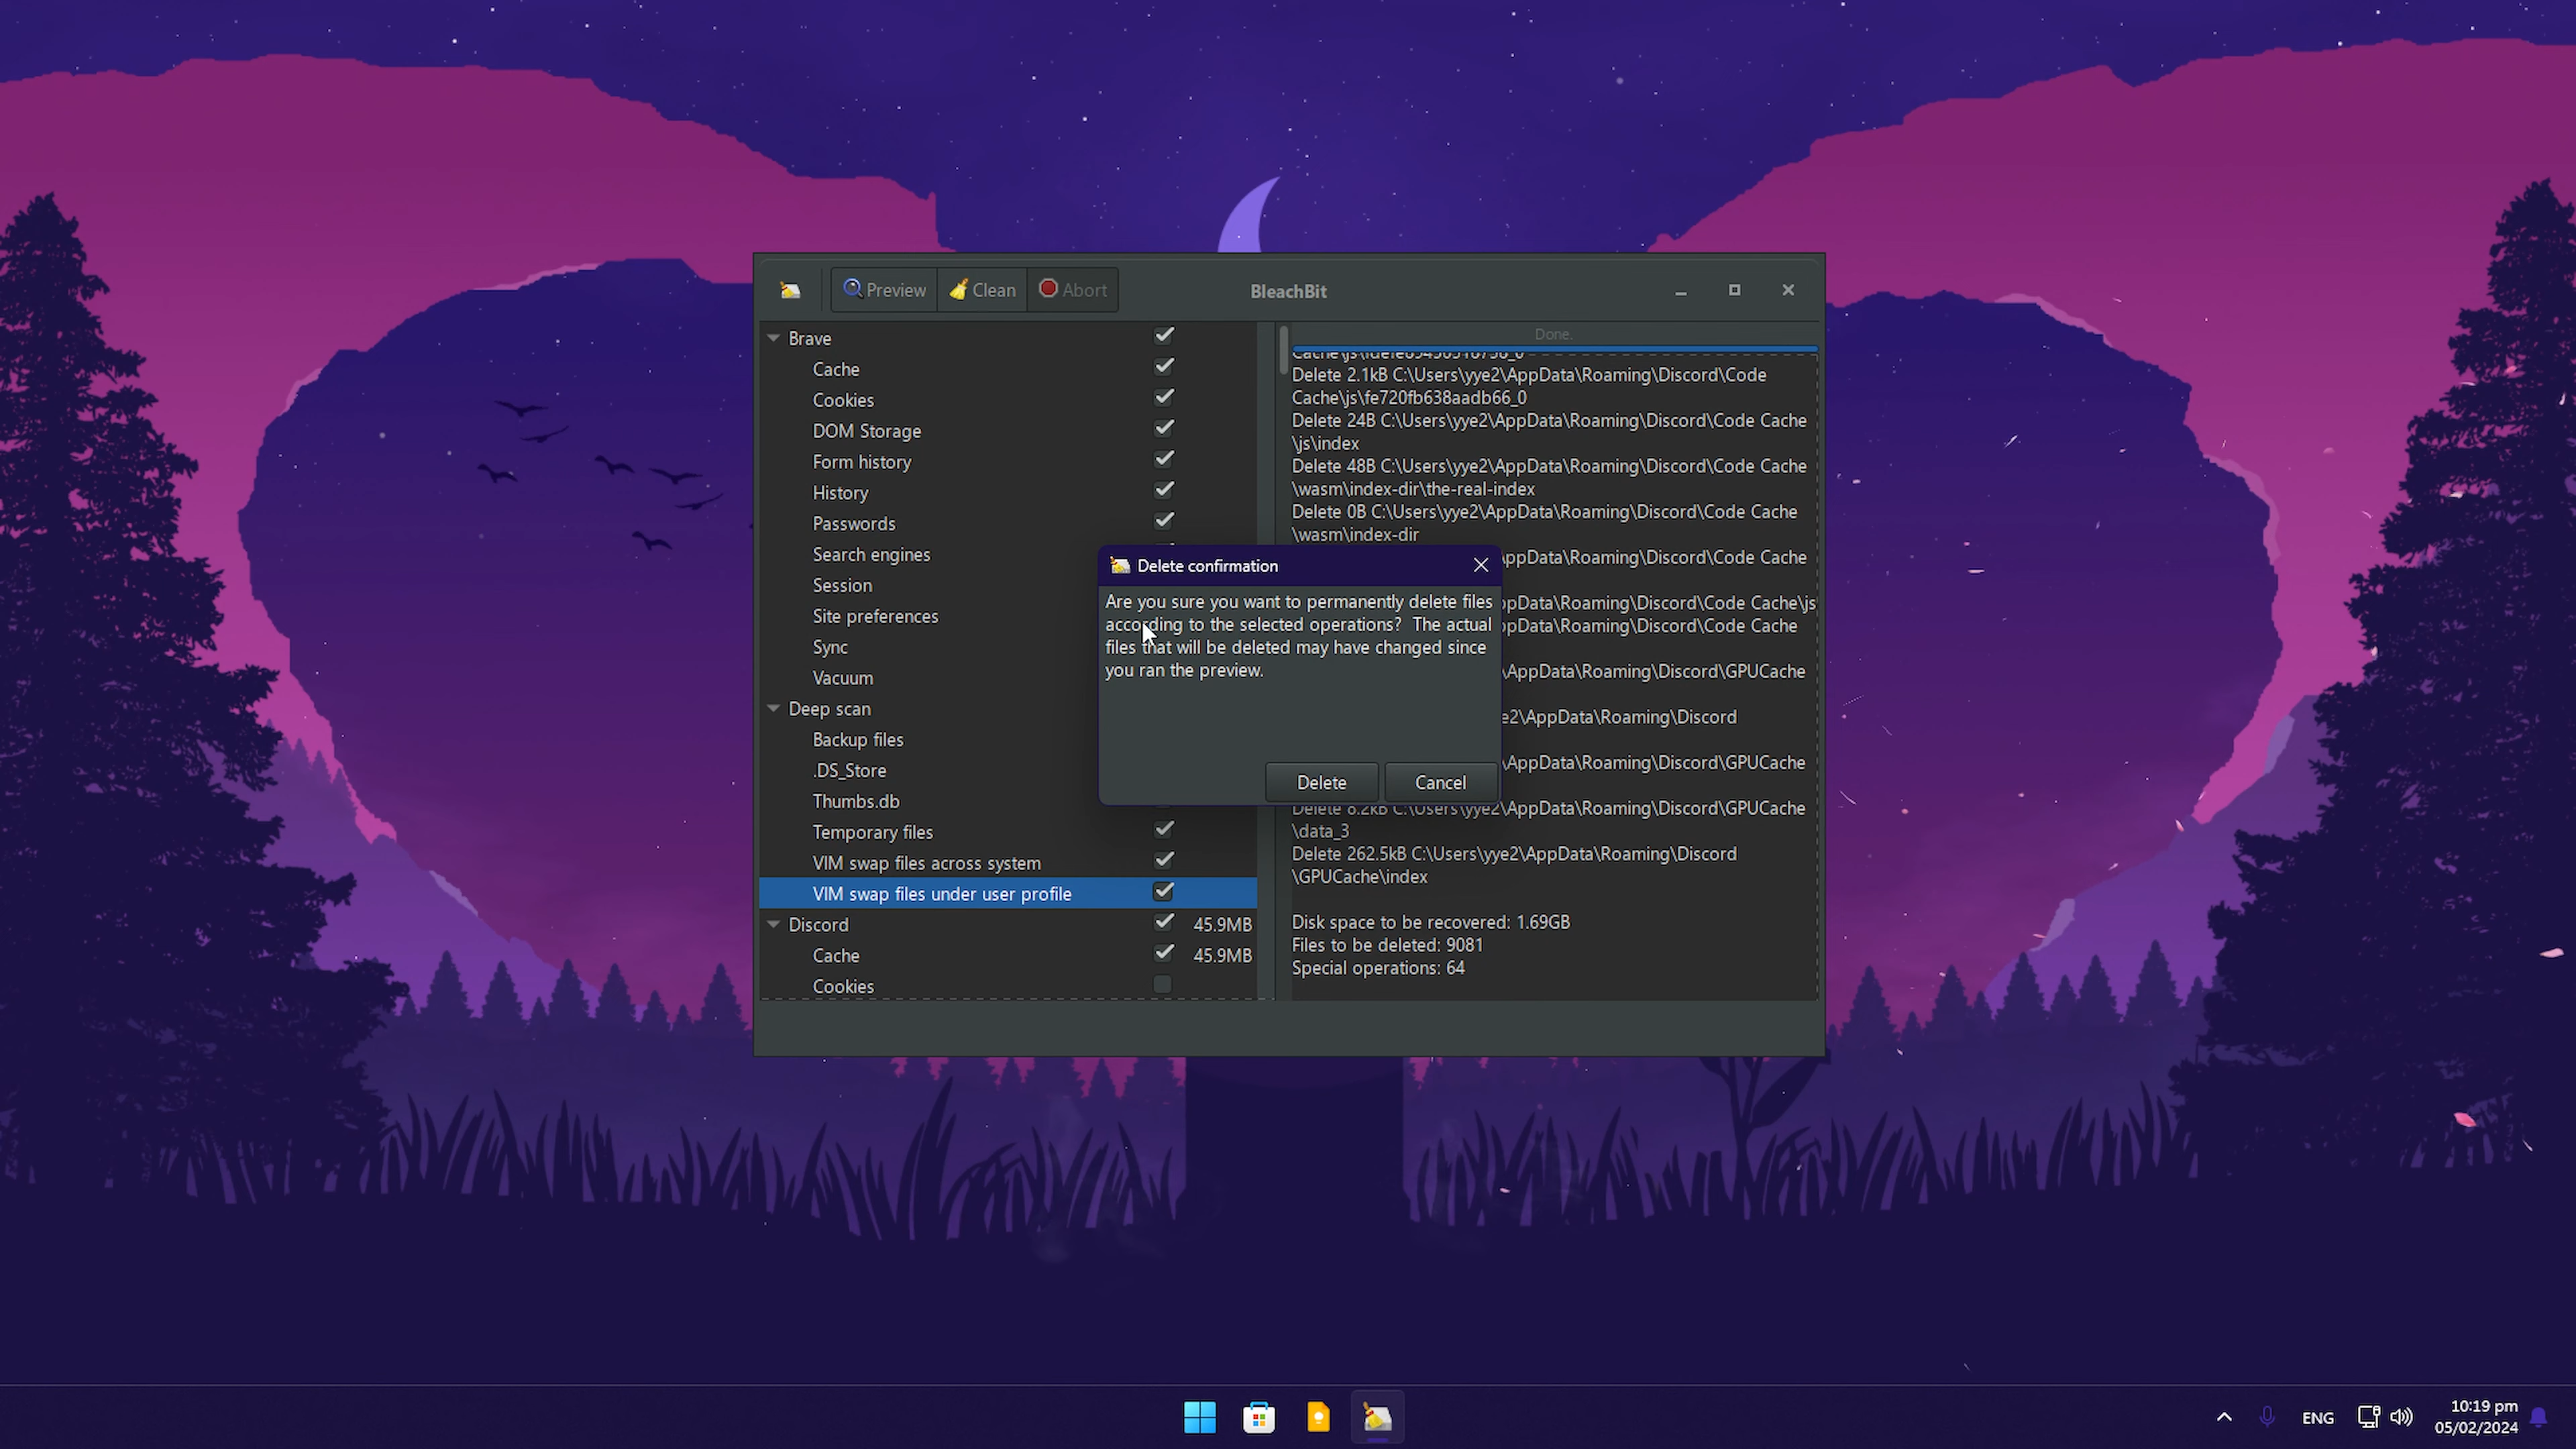 Preview
Clean
Abort
BleachBit
Brave
Cache
Cookies
DOM Storage
Form history
History
Passwords
Search engines
Session
Site preferences
Sync
Vacuum
Deep scan
Backup files
.DS_Store
Thumbs.db
Temporary files
VIM swap files across system
VIM swap files under user profile
Discord 45.9MB
Cache 45.9MB
Cookies
Done.
Delete 2.1kB C:\Users\yye2\AppData\Roaming\Discord\Code
Cache\js\fe720fb638aadb66_0
Delete 24B C:\Users\yye2\AppData\Roaming\Discord\Code Cache
\js\index
Delete 48B C:\Users\yye2\AppData\Roaming\Discord\Code Cache
\wasm\index-dir\the-real-index
Delete 0B C:\Users\yye2\AppData\Roaming\Discord\Code Cache
\wasm\index-dir
ppData\Roaming\Discord\Code Cache
ppData\Roaming\Discord\Code Cache\js
ppData\Roaming\Discord\Code Cache
\AppData\Roaming\Discord\GPUCache
e2\AppData\Roaming\Discord
\AppData\Roaming\Discord\GPUCache
Delete 8.2kB C:\Users\yye2\AppData\Roaming\Discord\GPUCache
\data_3
Delete 262.5kB C:\Users\yye2\AppData\Roaming\Discord
\GPUCache\index
Disk space to be recovered: 1.69GB
Files to be deleted: 9081
Special operations: 64
Delete confirmation
Are you sure you want to permanently delete files
according to the selected operations? The actual
files that will be deleted may have changed since
you ran the preview.
Delete
Cancel
ENG
10:19 pm
05/02/2024